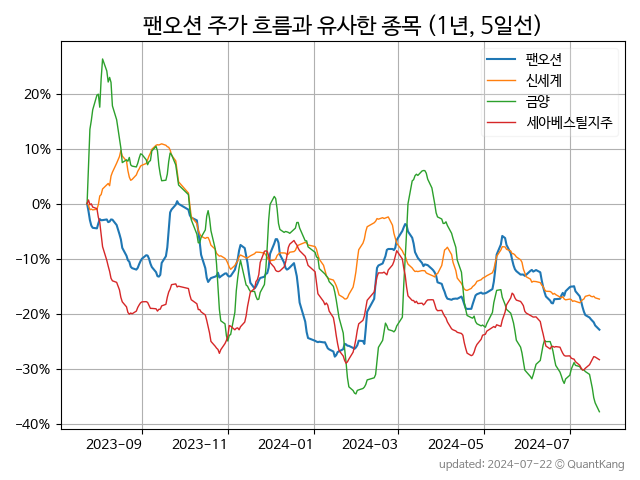 팬오션 주가 흐름과 유사한 종목 (1년, 5일선)
팬오션
신세계
금양
세아베스틸지주
20%
10%
0%
−10%
−20%
−30%
−40%
2023-09
2023-11
2024-01
2024-03
2024-05
2024-07
updated: 2024-07-22 © QuantKang